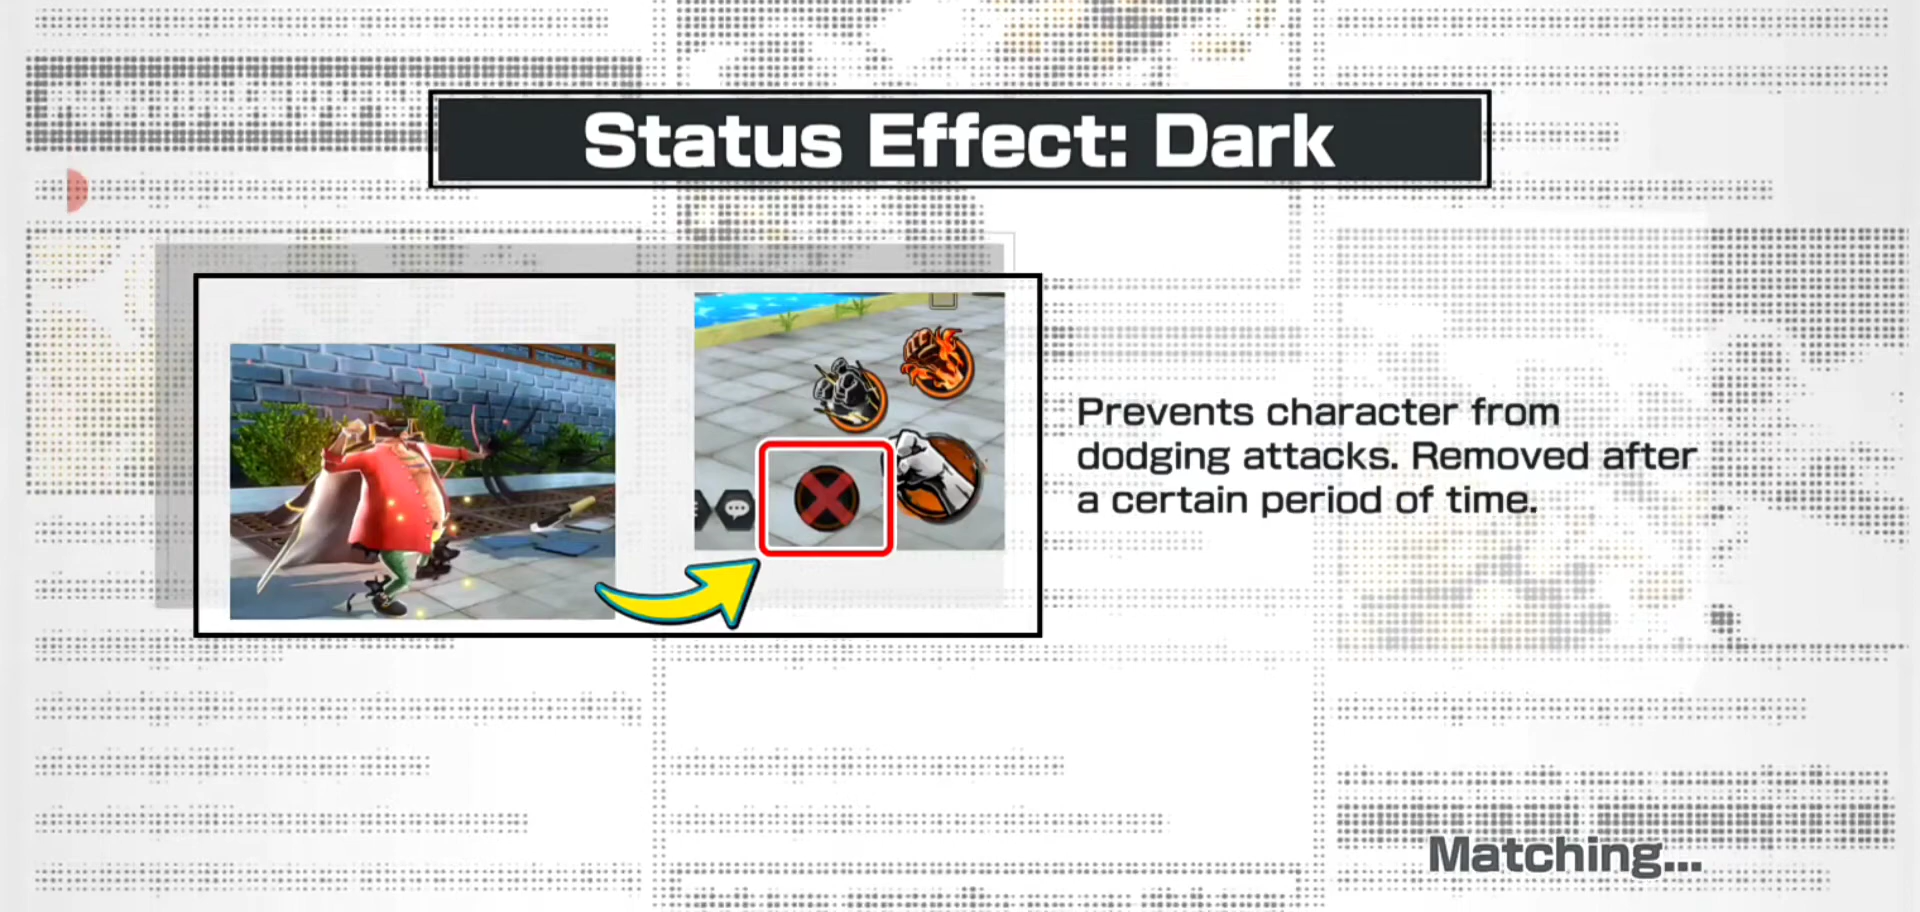 Status Effect: Dark
Prevents character from
dodging attacks. Removed after
a certain period of time.
Matching...